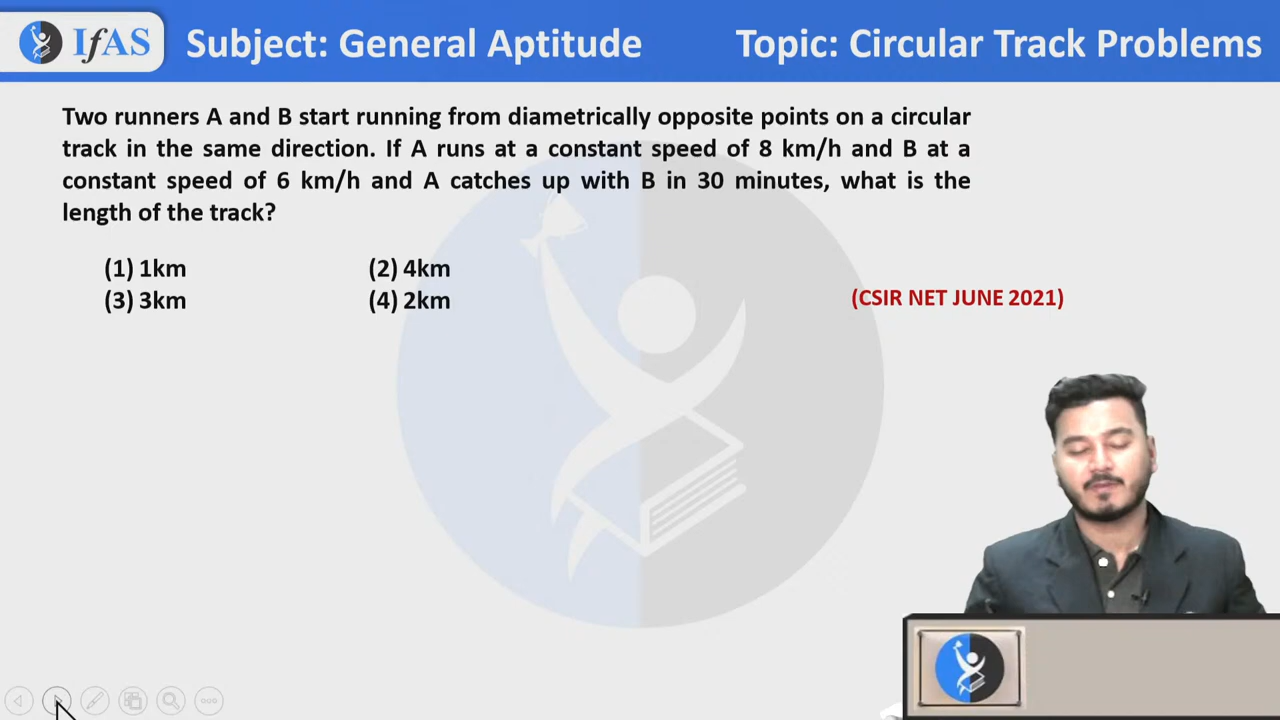 IfAS Subject: General Aptitude Topic: Circular Track Problems
Two runners A and B start running from diametrically opposite points on a circular
track in the same direction. If A runs at a constant speed of 8 km/h and B at a
constant speed of 6 km/h and A catches up with B in 30 minutes, what is the
length of the track?
(1) 1km (2) 4km
(3) 3km (4) 2km (CSIR NET JUNE 2021)